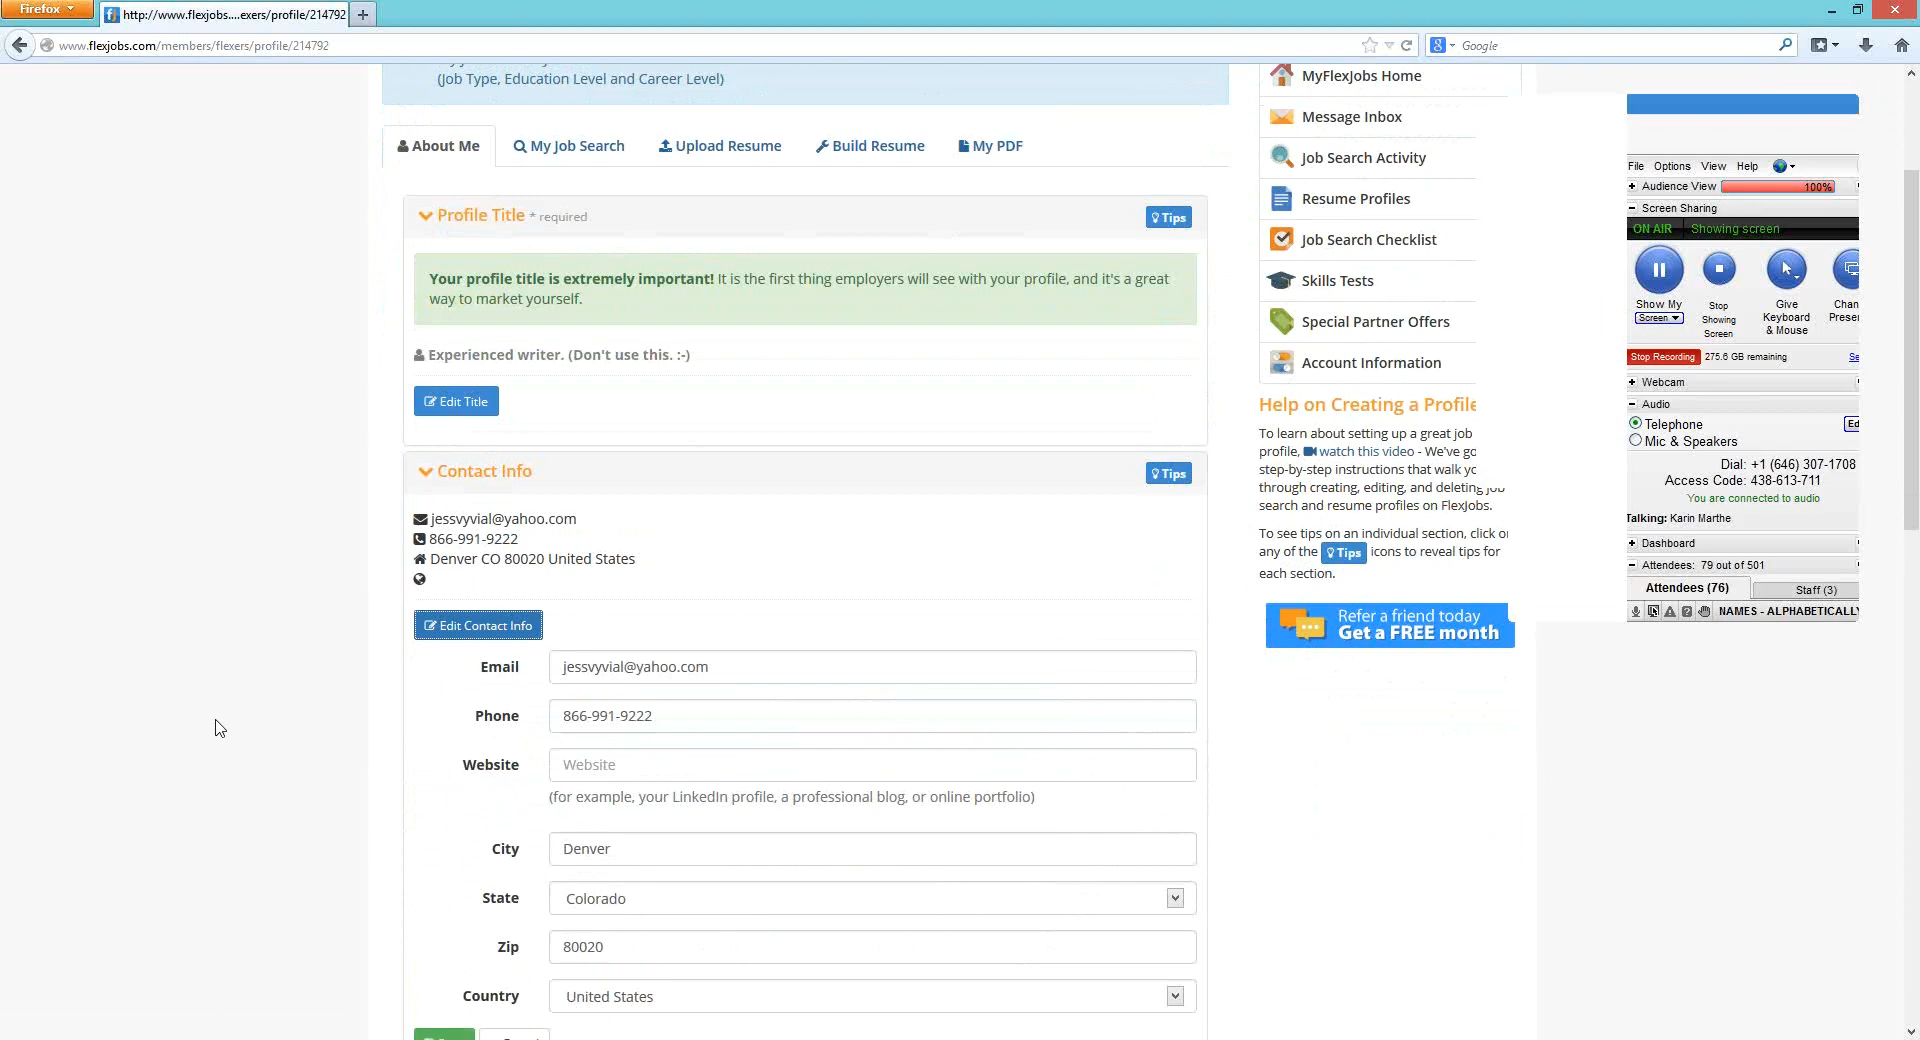 Firefox
http://www.flexjobs....exers/profile/214792
www.flexjobs.com/members/flexers/profile/214792
Google
(Job Type, Education Level and Career Level)
About Me
My Job Search
Upload Resume
Build Resume
My PDF
Profile Title * required
Tips
Your profile title is extremely important! It is the first thing employers will see with your profile, and it's a great
way to market yourself.
Experienced writer. (Don't use this. :-)
Edit Title
Contact Info
Tips
jessvyvial@yahoo.com
866-991-9222
Denver CO 80020 United States
Edit Contact Info
Email
jessvyvial@yahoo.com
Phone
866-991-9222
Website
Website
(for example, your LinkedIn profile, a professional blog, or online portfolio)
City
Denver
State
Colorado
Zip
80020
Country
United States
MyFlexJobs Home
Message Inbox
Job Search Activity
Resume Profiles
Job Search Checklist
Skills Tests
Special Partner Offers
Account Information
Help on Creating a Profile
To learn about setting up a great job
profile, watch this video - We've go
step-by-step instructions that walk yo
through creating, editing, and deleting job
search and resume profiles on FlexJobs.
To see tips on an individual section, click on
any of the Tips icons to reveal tips for
each section.
Refer a friend today
Get a FREE month
File Options View Help
Audience View 100%
Screen Sharing
ON AIR Showing screen
Show My
Screen
Stop
Showing
Screen
Give
Keyboard
& Mouse
Chan
Preser
Stop Recording 275.6 GB remaining Se
Webcam
Audio
Telephone
Ed
Mic & Speakers
Dial: +1 (646) 307-1708
Access Code: 438-613-711
You are connected to audio
Talking: Karin Marthe
Dashboard
Attendees: 79 out of 501
Attendees (76)
Staff (3)
NAMES - ALPHABETICALLY